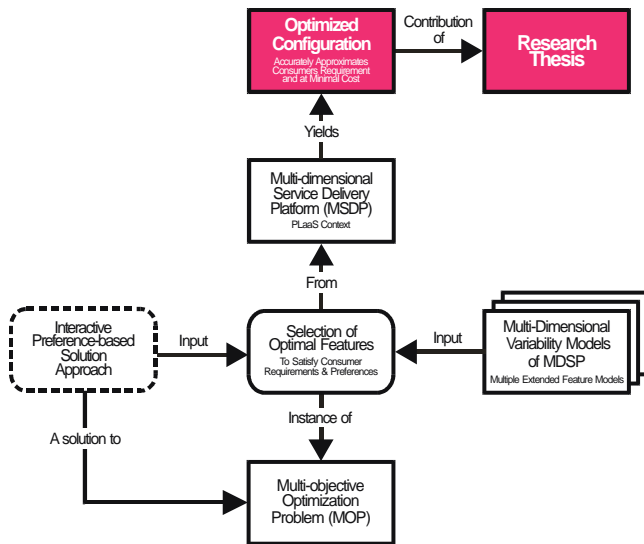 Optimized
Configuration
Accurately Approximates
Consumers Requirement
and at Minimal Cost
Contribution
of
Research
Thesis
Yields
Multi-dimensional
Service Delivery
Platform (MSDP)
PLaaS Context
From
Interactive
Preference-based
Solution
Approach
Input
Selection of
Optimal Features
To Satisfy Consumer
Requirements & Preferences
Input
Multi-Dimensional
Variability Models
of MDSP
Multiple Extended Feature Models
Instance of
A solution to
Multi-objective
Optimization
Problem (MOP)